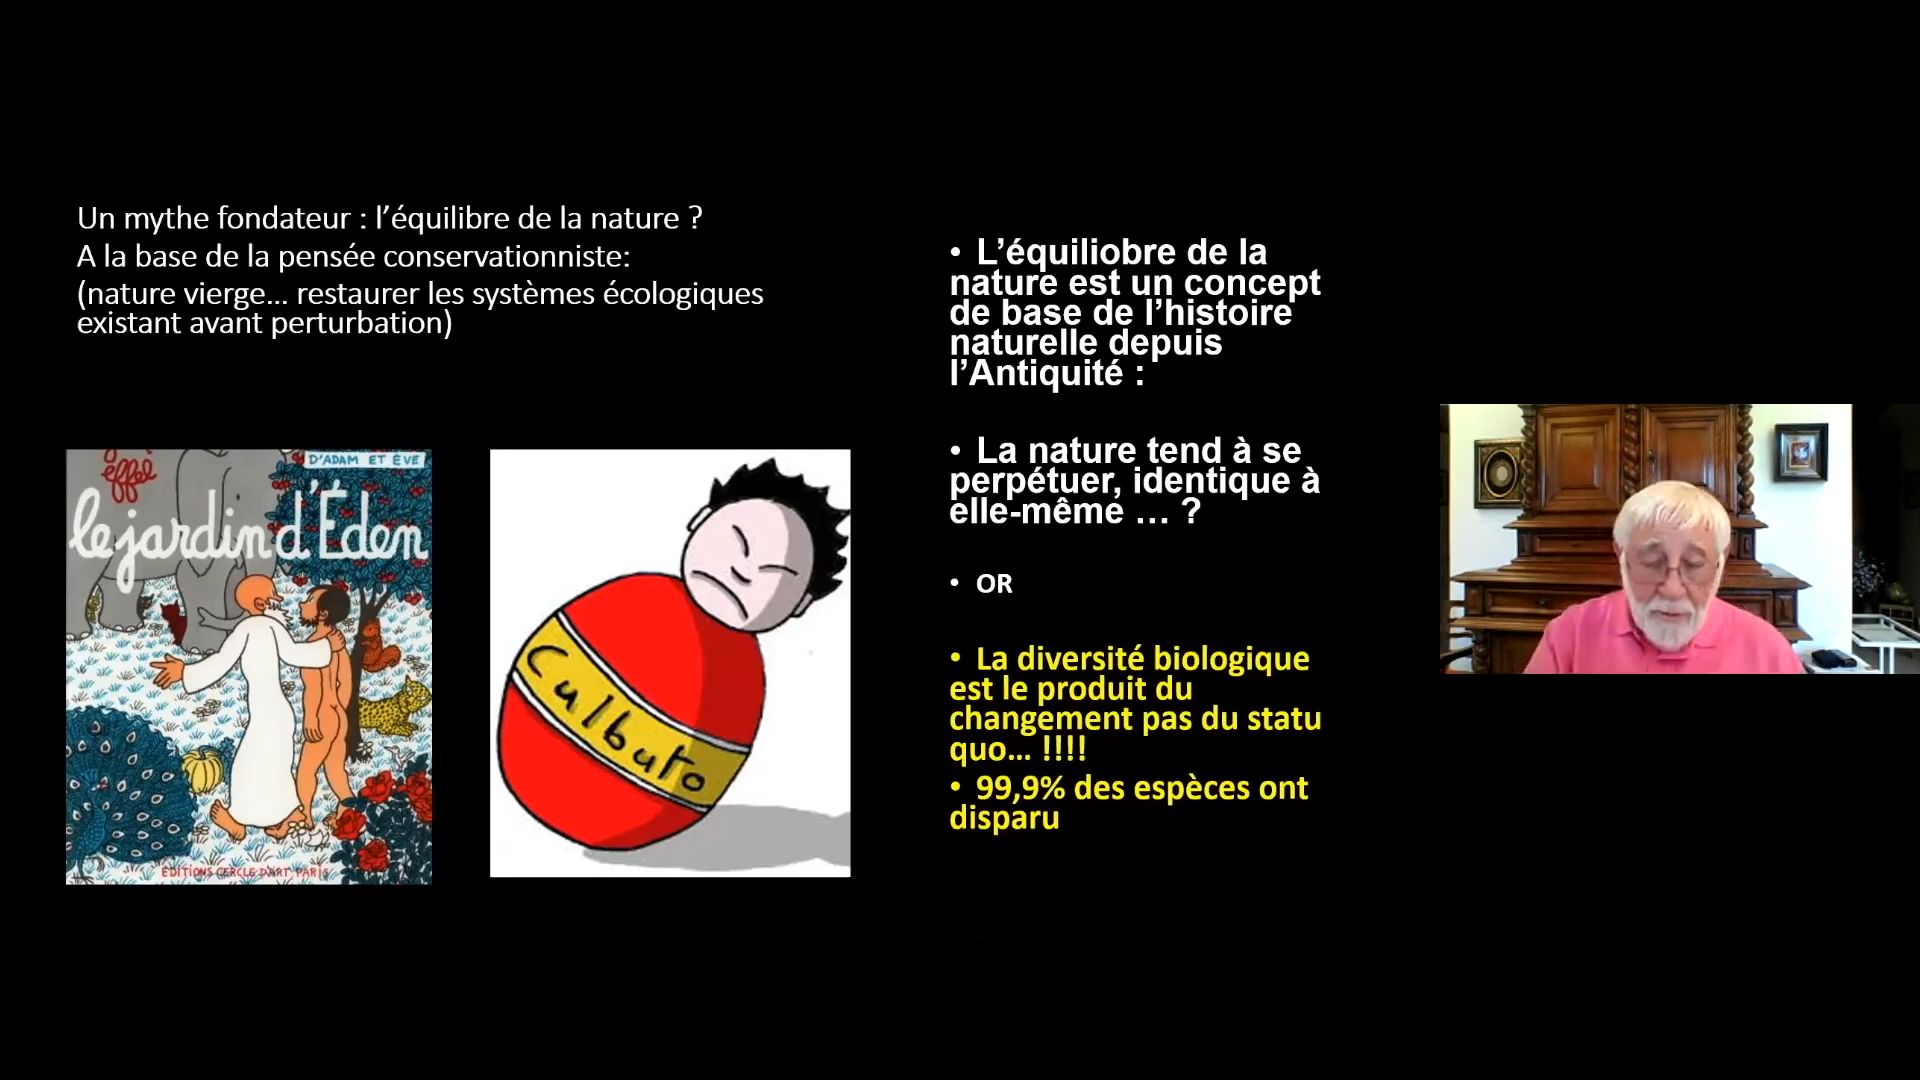 Un mythe fondateur : l’équilibre de la nature ?
A la base de la pensée conservationniste:
(nature vierge… restaurer les systèmes écologiques
existant avant perturbation)
effel
D'ADAM ET ÈVE
le jardin d'Éden
EDITIONS CERCLE D'ART, PARIS
Culbuto
• L’équiliobre de la
nature est un concept
de base de l’histoire
naturelle depuis
l’Antiquité :
• La nature tend à se
perpétuer, identique à
elle-même … ?
• OR
• La diversité biologique
est le produit du
changement pas du statu
quo… !!!!
• 99,9% des espèces ont
disparu